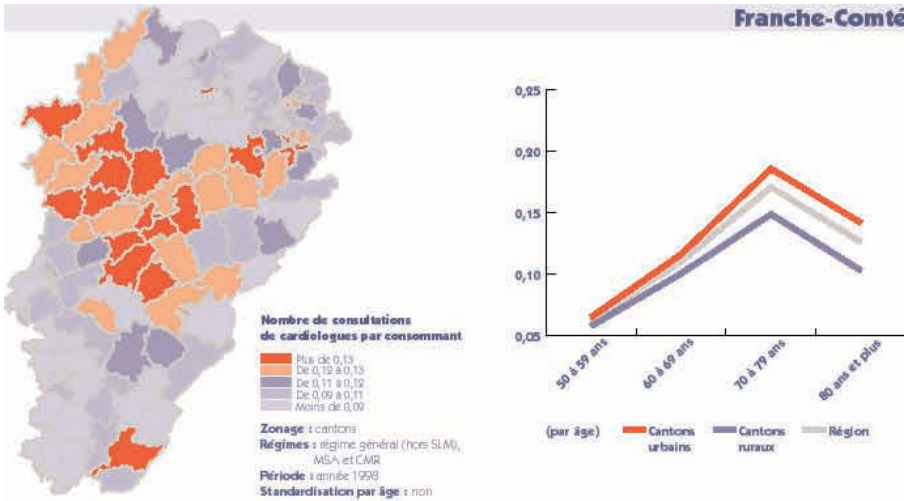 Franche-Comté
Nombre de consultations
de cardiologues par consommant
Plus de 0,13
De 0,12 à 0,13
De 0,11 à 0,12
De 0,09 à 0,11
Moins de 0,09
Zonage : cantons
Régimes : régime général (hors SLM),
MSA et CMR
Période : année 1998
Standardisation par âge : non
0,25
0,20
0,15
0,10
0,05
50 à 59 ans
60 à 69 ans
70 à 79 ans
80 ans et plus
(par âge)
Cantons
urbains
Cantons
ruraux
Région